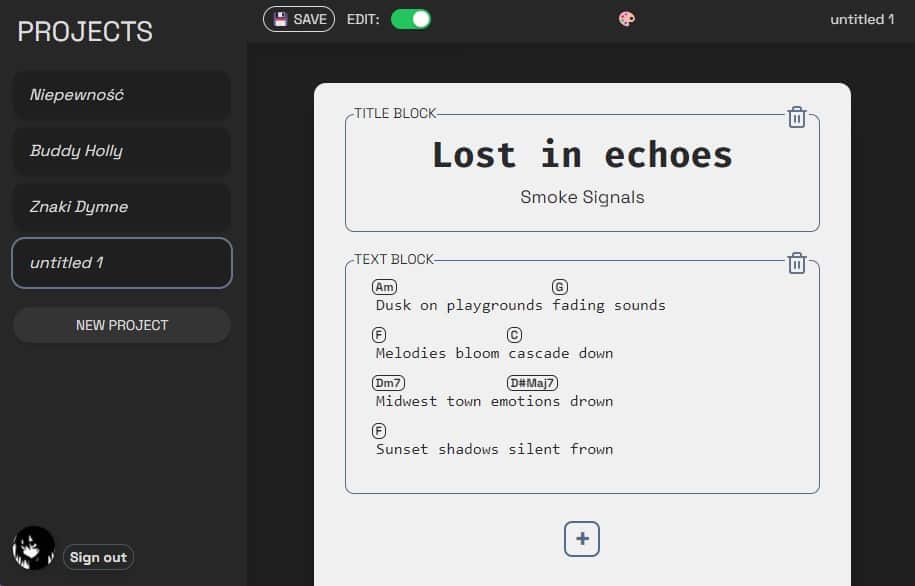 PROJECTS
Niepewność
Buddy Holly
Znaki Dymne
untitled 1
NEW PROJECT
Sign out
SAVE EDIT: untitled 1
TITLE BLOCK
Lost in echoes
Smoke Signals
TEXT BLOCK
Am G
Dusk on playgrounds fading sounds
F C
Melodies bloom cascade down
Dm7 D#Maj7
Midwest town emotions drown
F
Sunset shadows silent frown
+